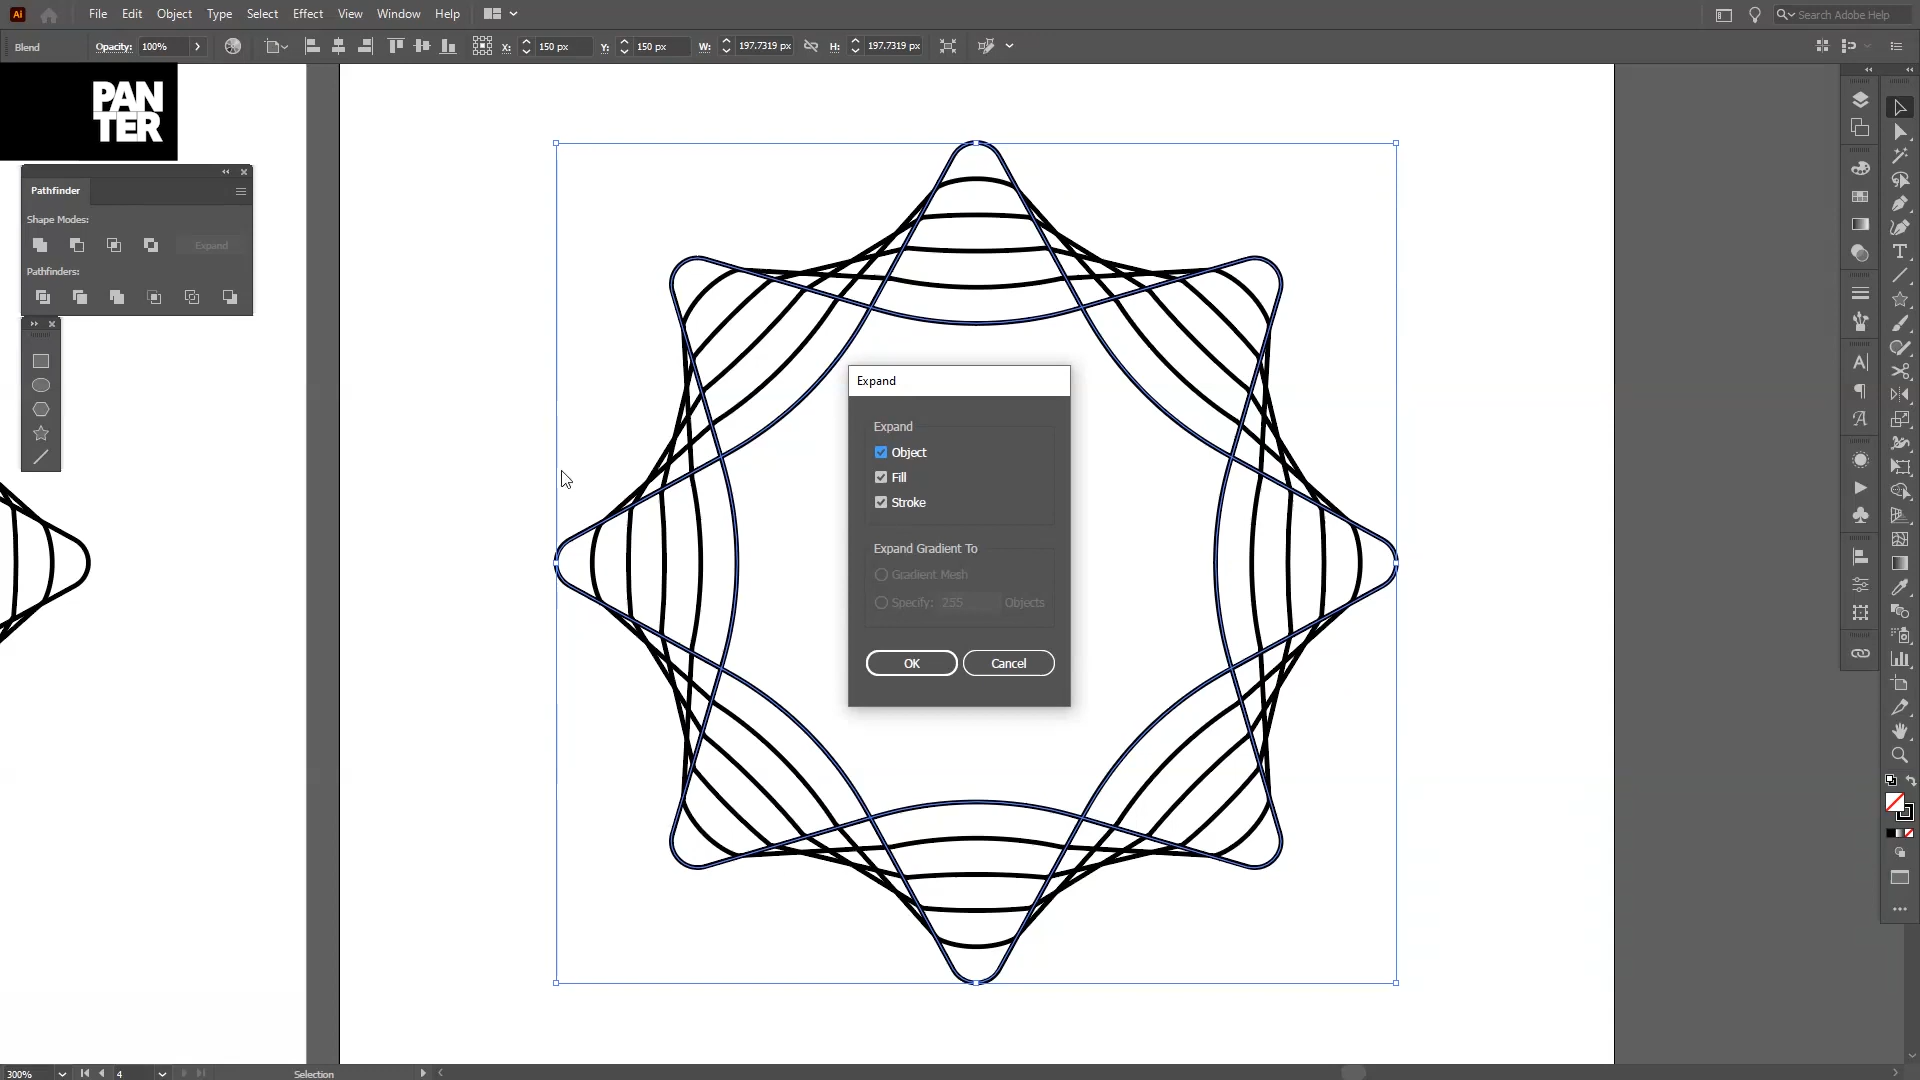 Ai File Edit Object Type Select Effect View Window Help Search Adobe Help
Blend Opacity: 100% X: 150 px Y: 150 px W: 197.7319 px H: 197.7319 px
PAN
TER
Pathfinder
Shape Modes:
Expand
Pathfinders:
Expand
Expand
Object
Fill
Stroke
Expand Gradient To
Gradient Mesh
Specify: 255 Objects
OK Cancel
300% 4 Selection